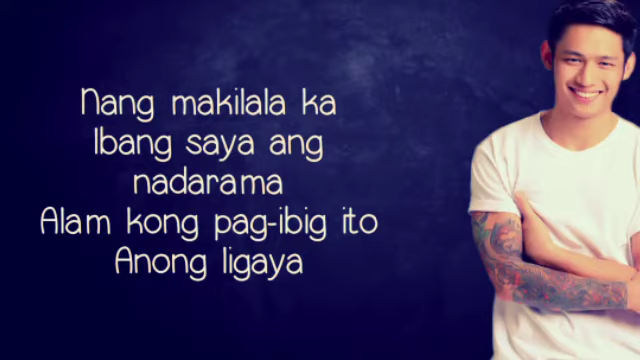 Nang makilala ka
Ibang saya ang
nadarama
Alam kong pag-ibig ito
Anong ligaya